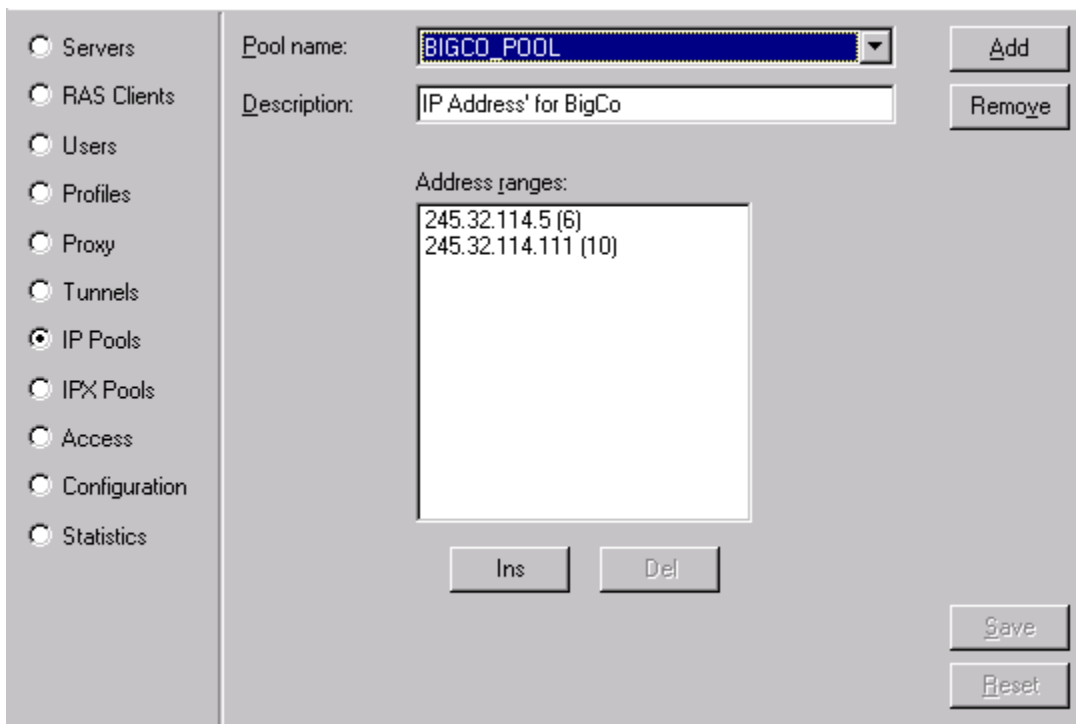 Servers
RAS Clients
Users
Profiles
Proxy
Tunnels
IP Pools
IPX Pools
Access
Configuration
Statistics
Pool name:
BIGCO_POOL
Description:
IP Address' for BigCo
Address ranges:
245.32.114.5 (6)
245.32.114.111 (10)
Ins
Del
Add
Remove
Save
Reset